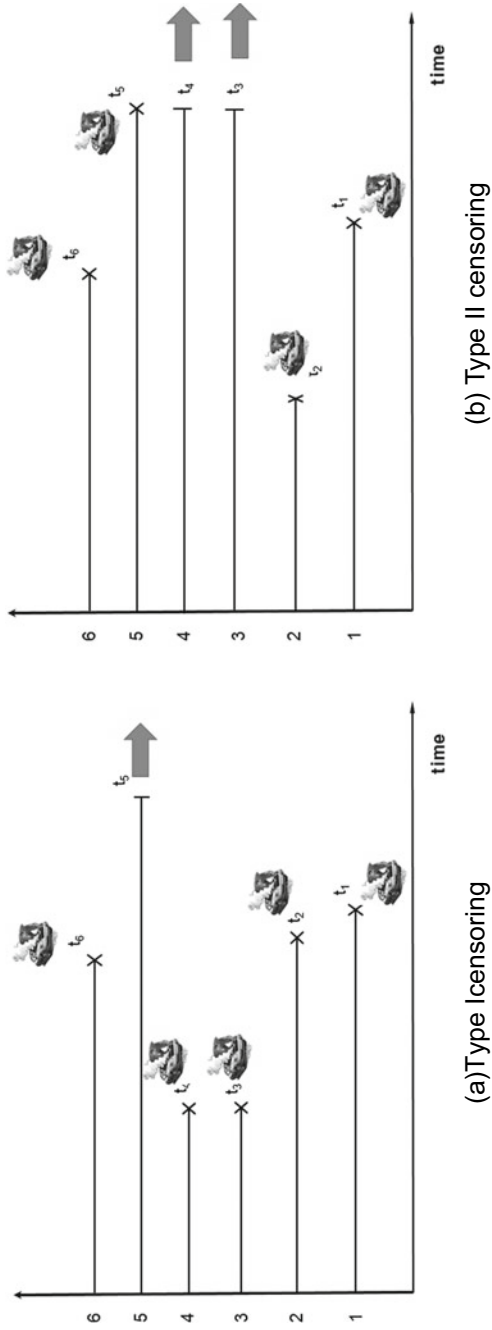 6
t₆
5
t₅
4
t₄
3
t₃
2
t₂
1
t₁
time
(a)Type Icensoring
6
t₆
5
t₅
4
t₄
3
t₃
2
τ₂
1
t₁
time
(b) Type II censoring